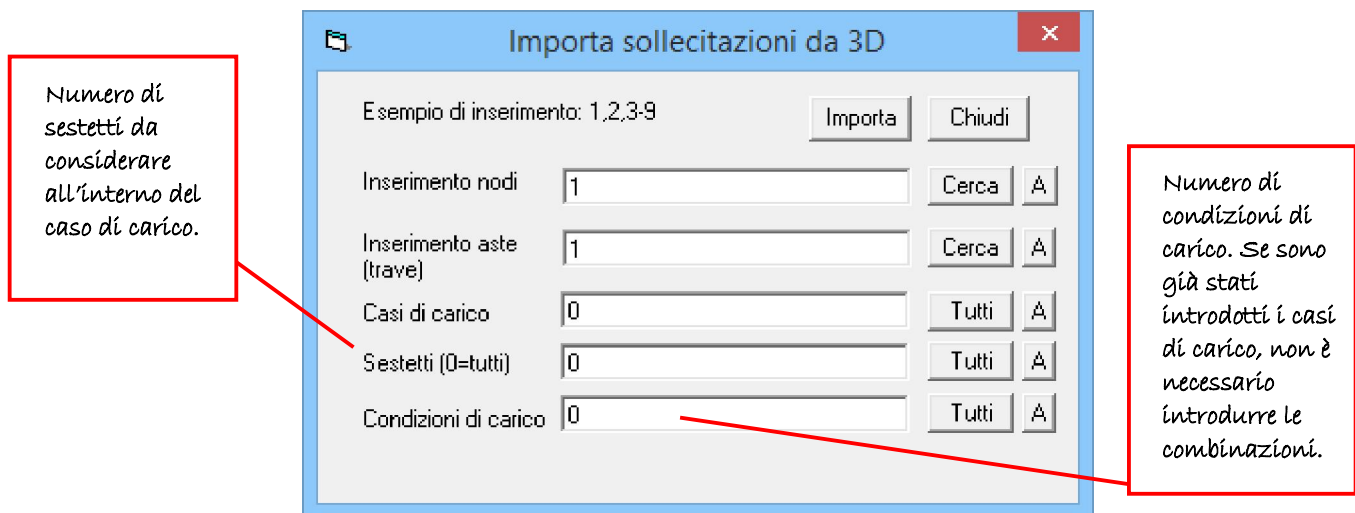 Importa sollecitazioni da 3D
Numero di
sestetti da
considerare
all'interno del
caso di carico.
Esempio di inserimento: 1,2,3-9
Importa
Chiudi
Inserimento nodi
1
Cerca
A
Inserimento aste
(trave)
1
Cerca
A
Casi di carico
0
Tutti
A
Sestetti (0=tutti)
0
Tutti
A
Condizioni di carico
0
Tutti
A
Numero di
condizioni di
carico. Se sono
già stati
introdotti i casi
di carico, non è
necessario
introdurre le
combinazioni.